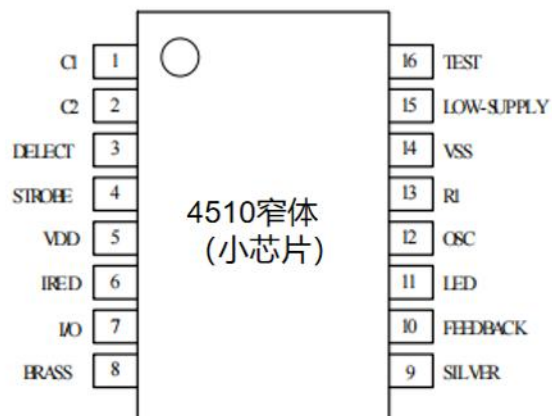 C1 1 16 TEST
C2 2 15 LOW-SUPPLY
DELECT 3 14 VSS
STROBE 4 13 R1
VDD 5 12 OSC
IRED 6 11 LED
I/O 7 10 FEEDBACK
BRASS 8 9 SILVER
4510窄体
（小芯片）